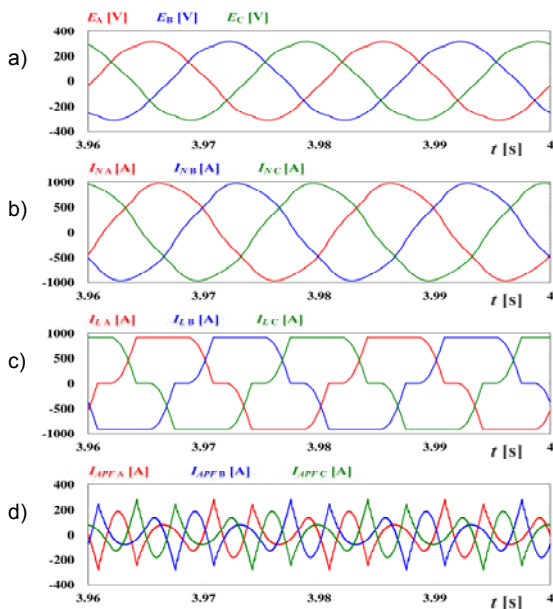 E_A [V] E_B [V] E_C [V]
a)
400
200
0
-200
-400
3.96 3.97 3.98 3.99 4
t [s]
I_NA [A] I_NB [A] I_NC [A]
b)
1000
500
0
-500
-1000
3.96 3.97 3.98 3.99 4
t [s]
I_LA [A] I_LB [A] I_LC [A]
c)
1000
500
0
-500
-1000
3.96 3.97 3.98 3.99 4
t [s]
I_APFA [A] I_APFB [A] I_APFC [A]
d)
400
200
0
-200
-400
3.96 3.97 3.98 3.99 4
t [s]